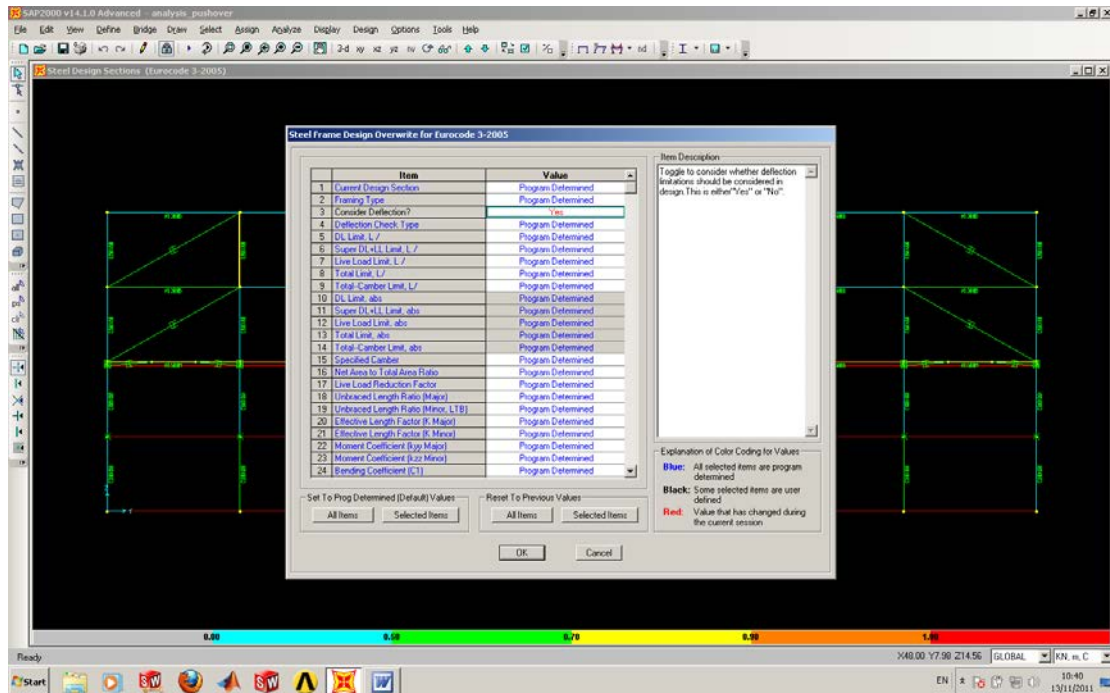 SAP2000 v14.1.0 Advanced - analysis_pushover
File Edit View Define Bridge Draw Select Assign Analyze Display Design Options Tools Help
3-d xy xz yz nv
Steel Design Sections (Eurocode 3-2005)
Steel Frame Design Overwrite for Eurocode 3-2005
Item Value
1 Current Design Section Program Determined
2 Framing Type Program Determined
3 Consider Deflection? Yes
4 Deflection Check Type Program Determined
5 DL Limit, L / Program Determined
6 Super DL+LL Limit, L / Program Determined
7 Live Load Limit, L / Program Determined
8 Total Limit, L/ Program Determined
9 Total-Camber Limit, L/ Program Determined
10 DL Limit, abs Program Determined
11 Super DL+LL Limit, abs Program Determined
12 Live Load Limit, abs Program Determined
13 Total Limit, abs Program Determined
14 Total-Camber Limit, abs Program Determined
15 Specified Camber Program Determined
16 Net Area to Total Area Ratio Program Determined
17 Live Load Reduction Factor Program Determined
18 Unbraced Length Ratio (Major) Program Determined
19 Unbraced Length Ratio (Minor, LTB) Program Determined
20 Effective Length Factor (K Major) Program Determined
21 Effective Length Factor (K Minor) Program Determined
22 Moment Coefficient (kyy Major) Program Determined
23 Moment Coefficient (kzz Minor) Program Determined
24 Bending Coefficient (C1) Program Determined
Item Description
Toggle to consider whether deflection
limitations should be considered in
design.This is either"Yes" or "No".
Explanation of Color Coding for Values
Blue: All selected items are program
determined
Black: Some selected items are user
defined
Red: Value that has changed during
the current session
Set To Prog Determined (Default) Values
All Items Selected Items
Reset To Previous Values
All Items Selected Items
OK Cancel
0.00 0.50 0.70 0.90 1.00
Ready
X48.00 Y7.98 Z14.56 GLOBAL KN, m, C
Start
EN
10:40
13/11/2011